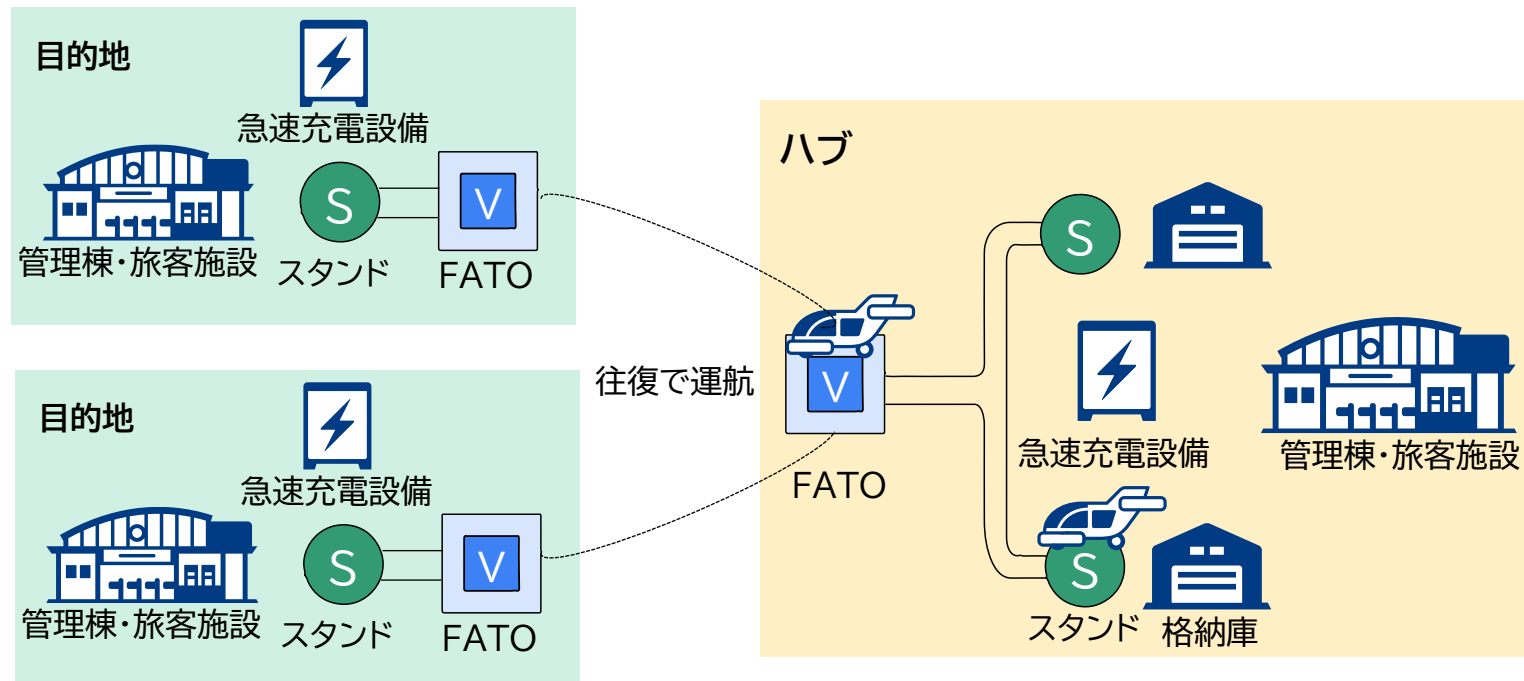 目的地
急速充電設備
S
V
管理棟・旅客施設
スタンド
FATO
目的地
急速充電設備
S
V
管理棟・旅客施設
スタンド
FATO
往復で運航
ハブ
S
V
FATO
急速充電設備
管理棟・旅客施設
S
スタンド
格納庫